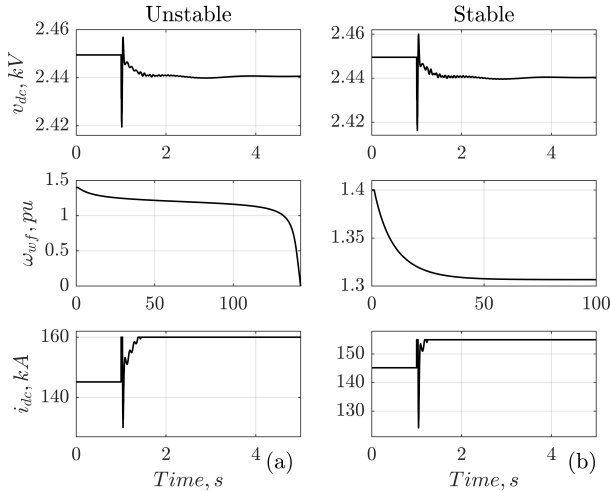 Unstable Stable
2.46 2.46
v_dc, kV 2.44 2.44
2.42 2.42
0 2 4 0 2 4
1.5 1.4
ω_wf, pu 1 1.35
0.5
0 1.3
0 50 100 0 50 100
160 150
i_dc, kA 140 140
130
0 2 4 (a) 0 2 4 (b)
Time, s Time, s